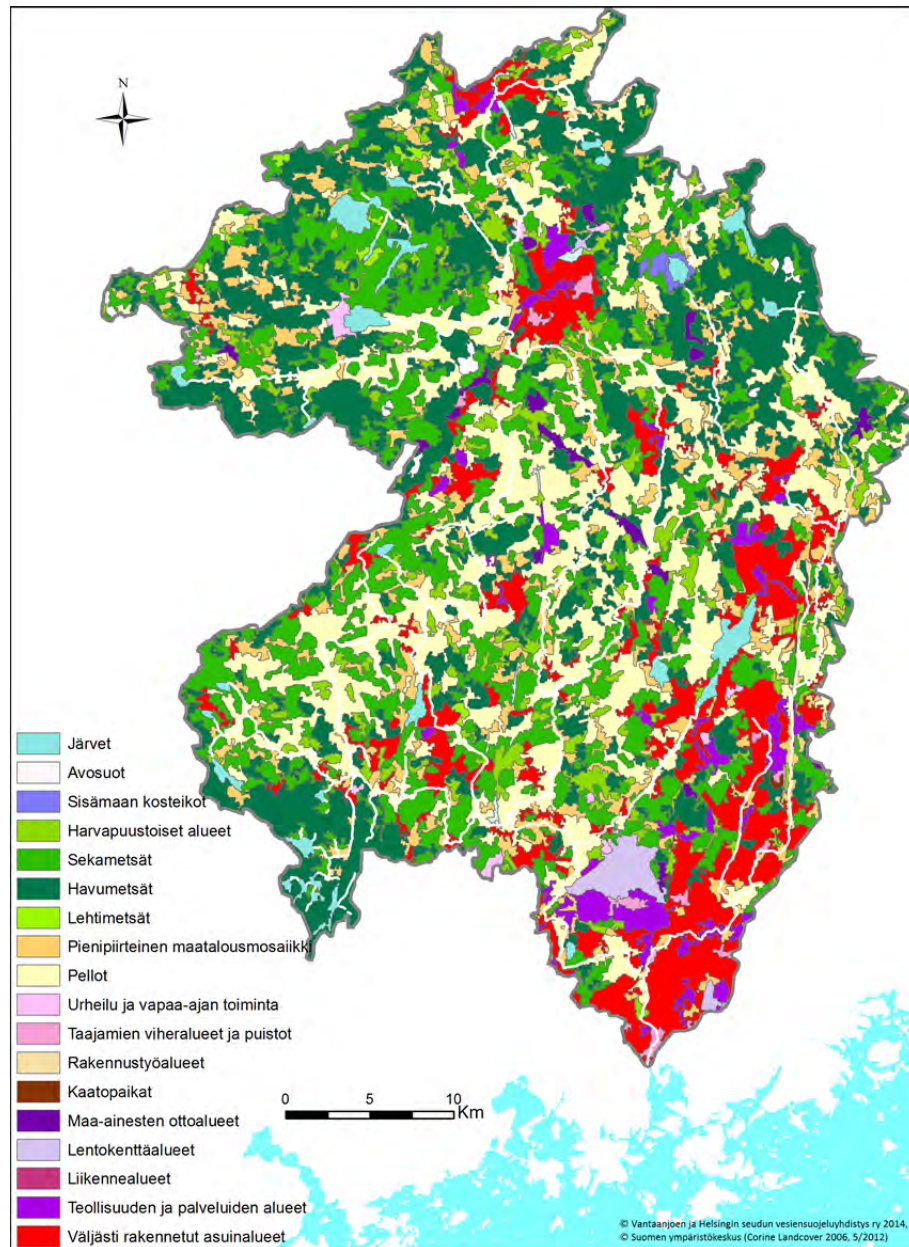 N
Järvet
Avosuot
Sisämaan kosteikot
Harvapuustoiset alueet
Sekametsät
Havumetsät
Lehtimetsät
Pienipiirteinen maatalousmosaiikki
Pellot
Urheilu ja vapaa-ajan toiminta
Taajamien viheralueet ja puistot
Rakennustyöalueet
Kaatopaikat
Maa-ainesten ottoalueet
Lentokenttäalueet
Liikennealueet
Teollisuuden ja palveluiden alueet
Väljästi rakennetut asuinalueet
0 5 10
Km
© Vantaanjoen ja Helsingin seudun vesiensuojeluyhdistys ry 2014,
© Suomen ympäristökeskus (Corine Landcover 2006, 5/2012)